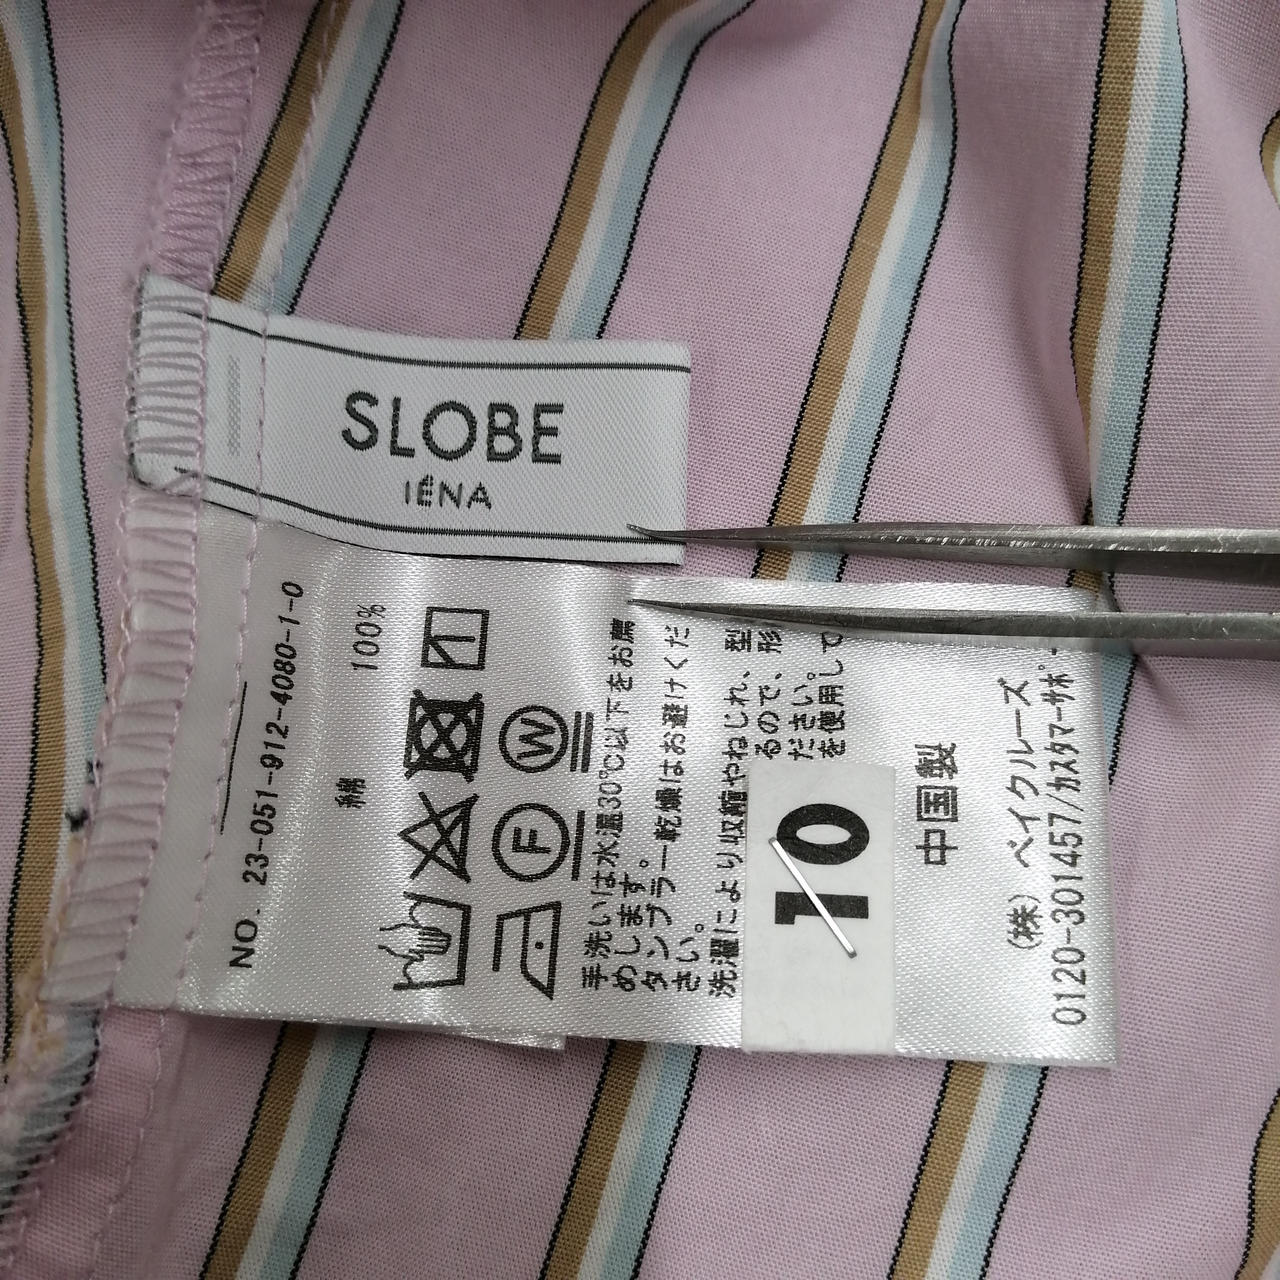 SLOBE
IÉNA
NO. 23-051-912-4080-1-0
綿 100%
W
F
手洗いは水温30℃以下をお薦
めします。
タンブラー乾燥はお避けくだ
さい。
洗濯により収縮やねじれ、型
るので、形
ださい。
を使用して
10
中国製
(株) ベイクルーズ
0120-301457/カスタマーサポ